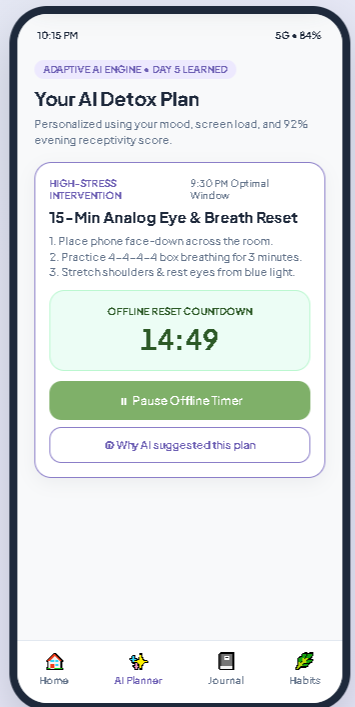 10:15 PM 5G • 84%
ADAPTIVE AI ENGINE • DAY 5 LEARNED
Your AI Detox Plan
Personalized using your mood, screen load, and 92%
evening receptivity score.
HIGH-STRESS
INTERVENTION
9:30 PM Optimal
Window
15-Min Analog Eye & Breath Reset
1. Place phone face-down across the room.
2. Practice 4-4-4-4 box breathing for 3 minutes.
3. Stretch shoulders & rest eyes from blue light.
OFFLINE RESET COUNTDOWN
14:49
⏸ Pause Offline Timer
Why AI suggested this plan
Home AI Planner Journal Habits